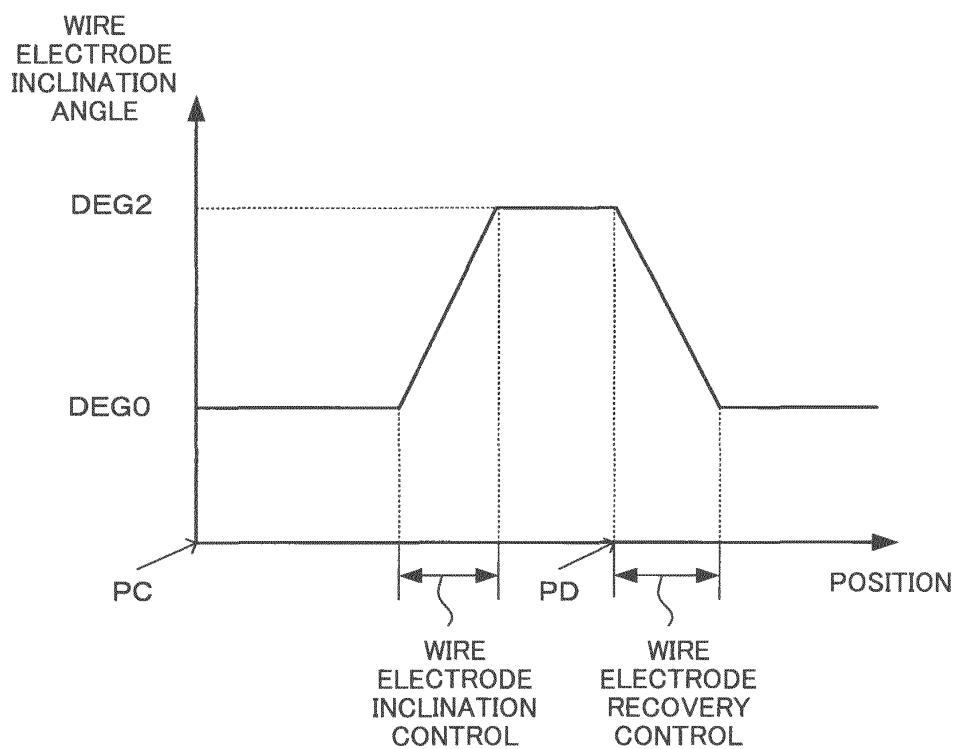 WIRE
ELECTRODE
INCLINATION
ANGLE
DEG2
DEG0
PC
PD
POSITION
WIRE
ELECTRODE
INCLINATION
CONTROL
WIRE
ELECTRODE
RECOVERY
CONTROL